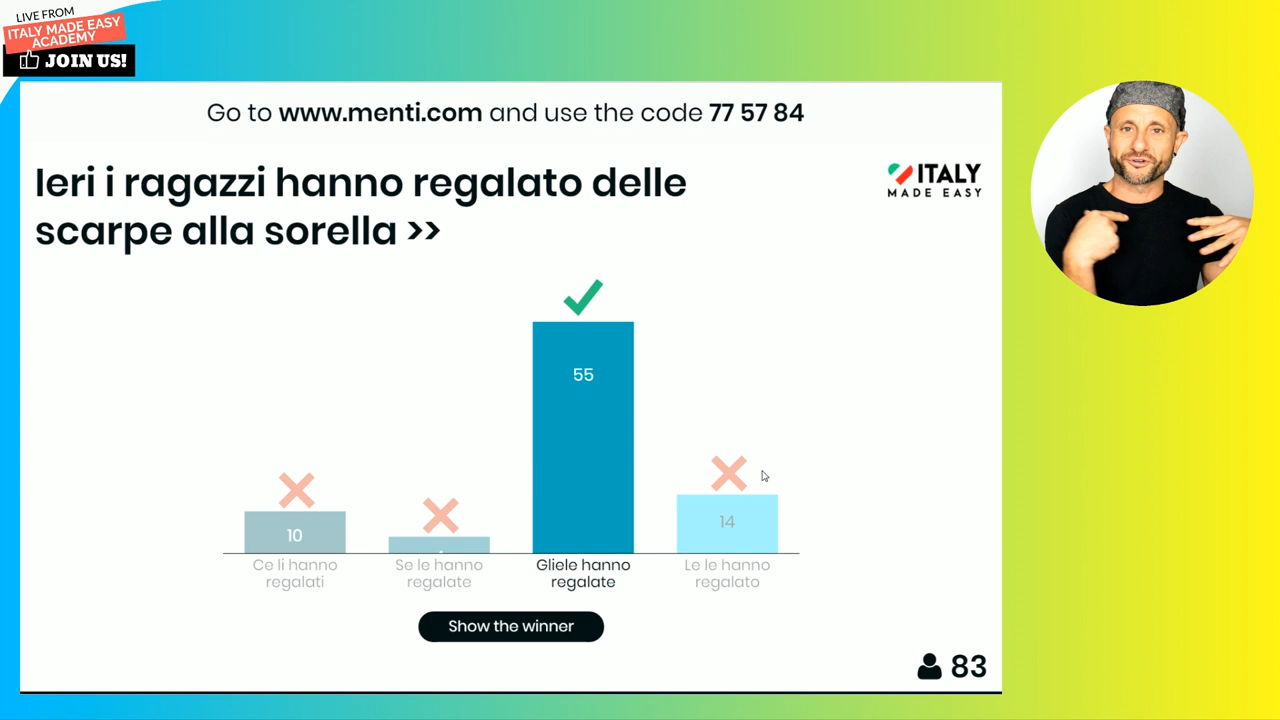 LIVE FROM
ITALY MADE EASY
ACADEMY
JOIN US!
Go to www.menti.com and use the code 77 57 84
Ieri i ragazzi hanno regalato delle
scarpe alla sorella >>
ITALY
MADE EASY
55
10
14
Ce li hanno
regalati
Se le hanno
regalate
Gliele hanno
regalate
Le le hanno
regalato
Show the winner
83